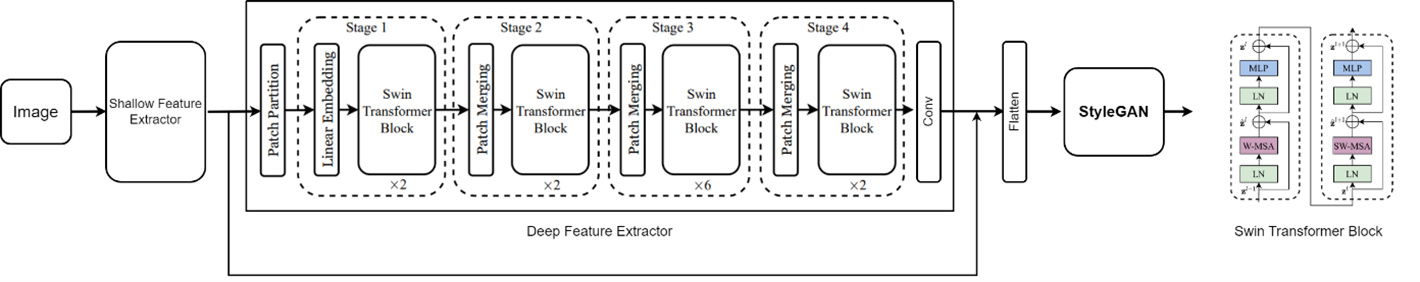 Image
Shallow Feature
Extractor
Patch Partition
Stage 1
Linear Embedding
Swin
Transformer
Block
×2
Stage 2
Patch Merging
Swin
Transformer
Block
×2
Stage 3
Patch Merging
Swin
Transformer
Block
×6
Stage 4
Patch Merging
Swin
Transformer
Block
×2
Conv
Deep Feature Extractor
Flatten
StyleGAN
z^l
MLP
LN
ẑ^l
W-MSA
LN
z^{l-1}
z^{l+1}
MLP
LN
ẑ^{l+1}
SW-MSA
LN
z^l
Swin Transformer Block